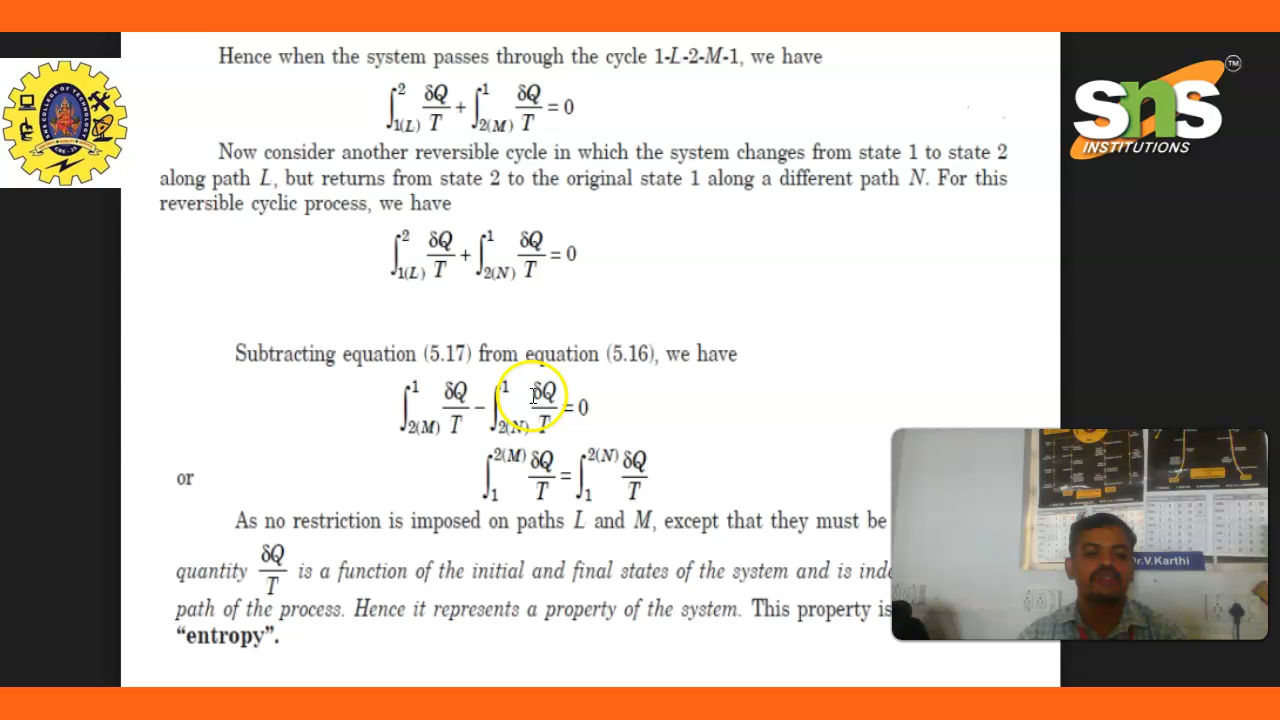 Hence when the system passes through the cycle 1-L-2-M-1, we have
∫₁₍L₎² δQ/T + ∫₂₍M₎¹ δQ/T = 0
Now consider another reversible cycle in which the system changes from state 1 to state 2
along path L, but returns from state 2 to the original state 1 along a different path N. For this
reversible cyclic process, we have
∫₁₍L₎² δQ/T + ∫₂₍N₎¹ δQ/T = 0
Subtracting equation (5.17) from equation (5.16), we have
∫₂₍M₎¹ δQ/T − ∫₂₍N₎¹ δQ/T = 0
or
∫₁²⁽ᴹ⁾ δQ/T = ∫₁²⁽ᴺ⁾ δQ/T
As no restriction is imposed on paths L and M, except that they must be
quantity δQ/T is a function of the initial and final states of the system and is inde
path of the process. Hence it represents a property of the system. This property is
“entropy”.
sns
INSTITUTIONS
TM
Dr.V.Karthi